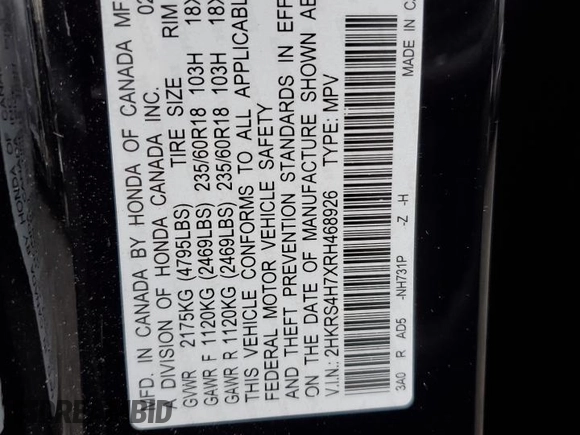 MFD. IN CANADA BY HONDA OF CANADA MF
A DIVISION OF HONDA CANADA INC. 02
TIRE SIZE RIM
GVWR 2175KG (4795LBS)
GAWR F 1120KG (2469LBS) 235/60R18 103H 18X
GAWR R 1120KG (2469LBS) 235/60R18 103H 18X
THIS VEHICLE CONFORMS TO ALL APPLICABLE
FEDERAL MOTOR VEHICLE SAFETY
AND THEFT PREVENTION STANDARDS IN EFF
ON THE DATE OF MANUFACTURE SHOWN AB
V.I.N.: 2HKRS4H7XRH468926 TYPE: MPV
3A0 R AD5 -NH731P -Z -H MADE IN C